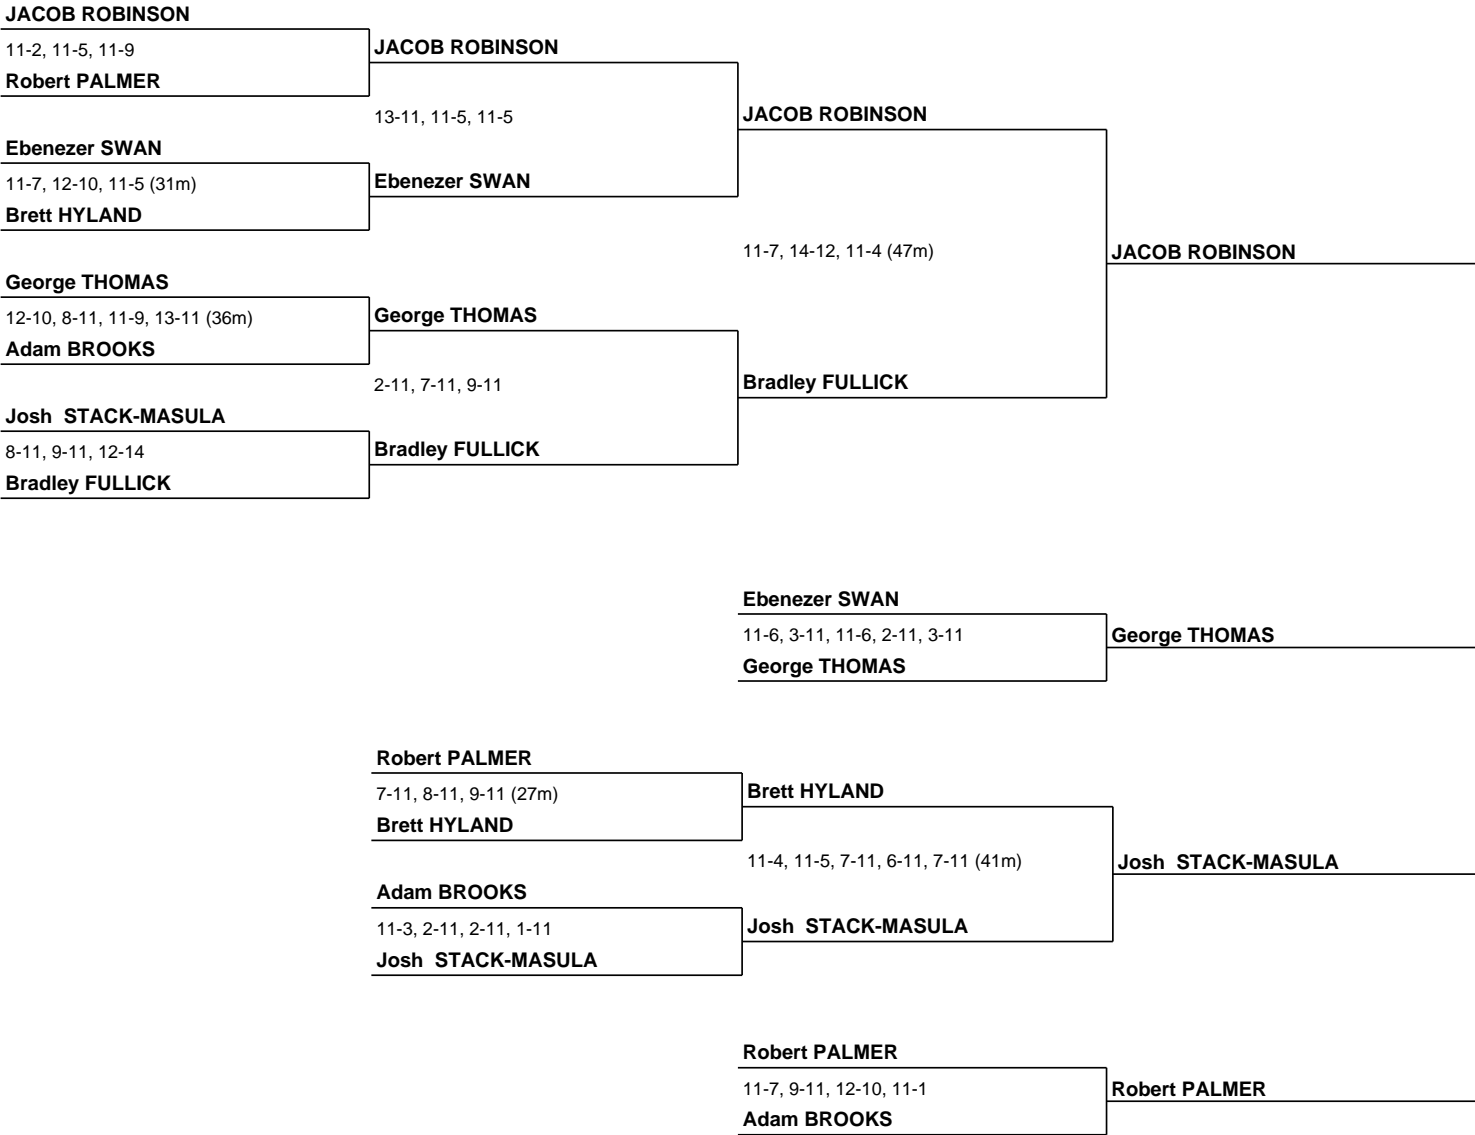 JACOB ROBINSON
11-2, 11-5, 11-9
JACOB ROBINSON
Robert PALMER
13-11, 11-5, 11-5
JACOB ROBINSON
Ebenezer SWAN
11-7, 12-10, 11-5 (31m)
Ebenezer SWAN
Brett HYLAND
11-7, 14-12, 11-4 (47m)
JACOB ROBINSON
George THOMAS
12-10, 8-11, 11-9, 13-11 (36m)
George THOMAS
Adam BROOKS
2-11, 7-11, 9-11
Bradley FULLICK
Josh  STACK-MASULA
8-11, 9-11, 12-14
Bradley FULLICK
Bradley FULLICK
Ebenezer SWAN
11-6, 3-11, 11-6, 2-11, 3-11
George THOMAS
George THOMAS
Robert PALMER
7-11, 8-11, 9-11 (27m)
Brett HYLAND
Brett HYLAND
11-4, 11-5, 7-11, 6-11, 7-11 (41m)
Josh  STACK-MASULA
Adam BROOKS
11-3, 2-11, 2-11, 1-11
Josh  STACK-MASULA
Josh  STACK-MASULA
Robert PALMER
11-7, 9-11, 12-10, 11-1
Robert PALMER
Adam BROOKS